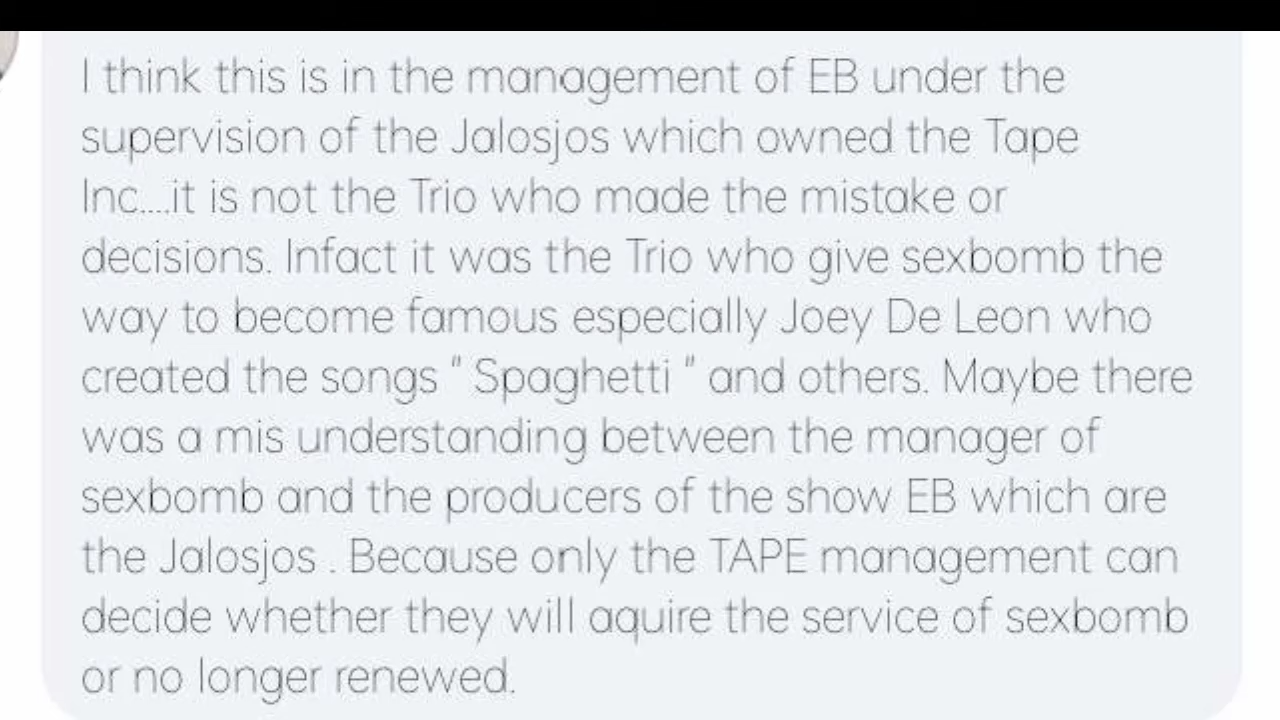 I think this is in the management of EB under the
supervision of the Jalosjos which owned the Tape
Inc....it is not the Trio who made the mistake or
decisions. Infact it was the Trio who give sexbomb the
way to become famous especially Joey De Leon who
created the songs " Spaghetti " and others. Maybe there
was a mis understanding between the manager of
sexbomb and the producers of the show EB which are
the Jalosjos . Because only the TAPE management can
decide whether they will aquire the service of sexbomb
or no longer renewed.